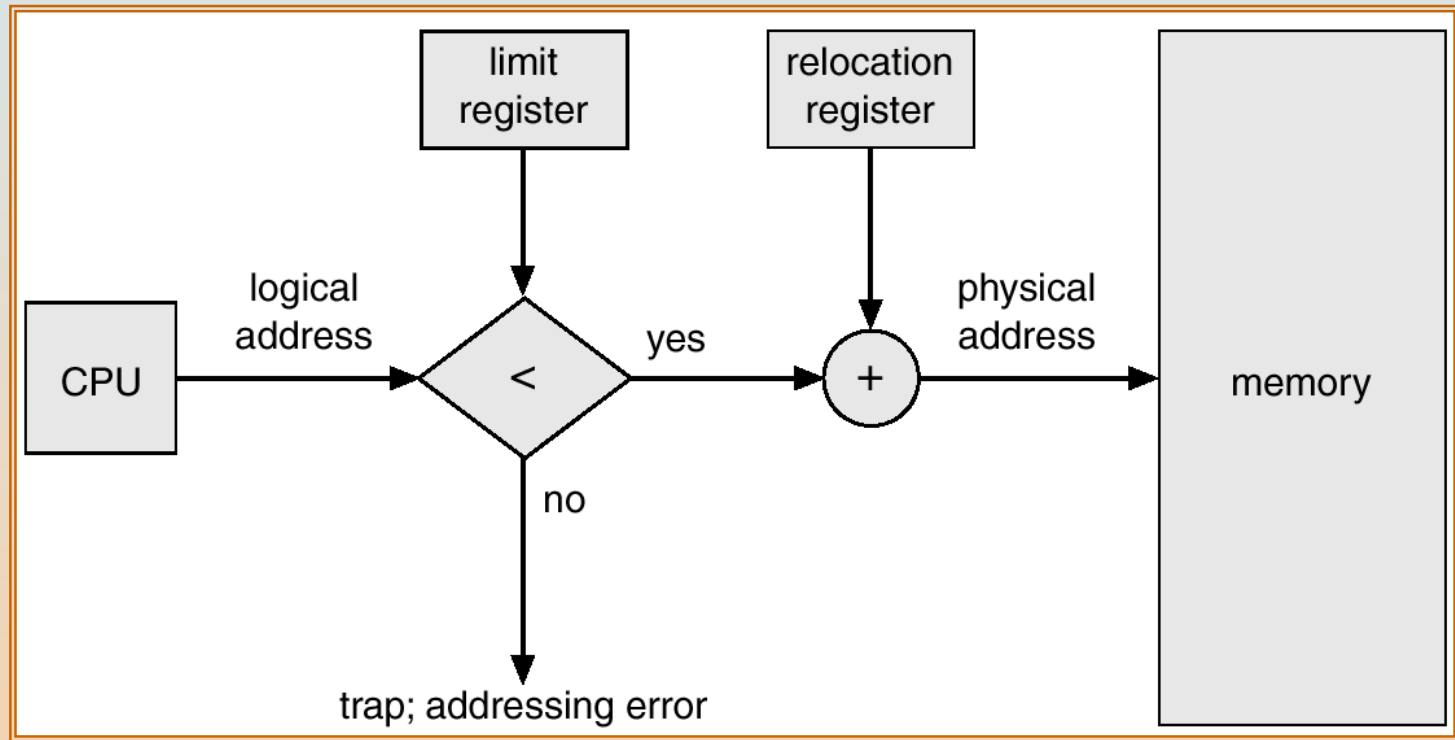 limit
register
relocation
register
logical
address
physical
address
CPU
<
yes
+
memory
no
trap; addressing error